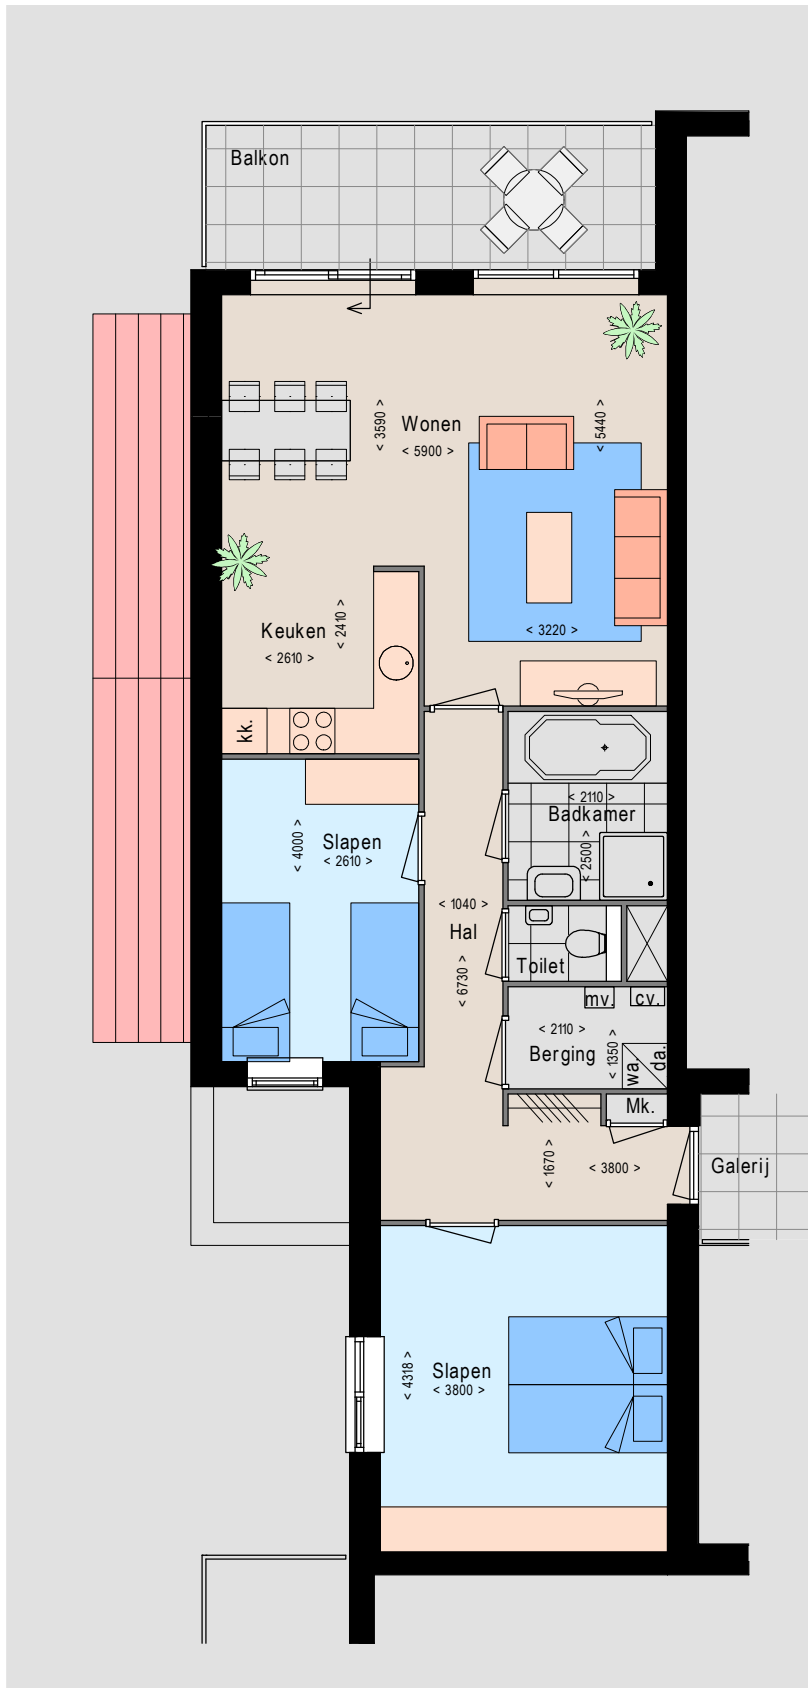 Balkon
Wonen
< 5900 >
< 3590 >
< 5440 >
< 3220 >
Keuken
< 2610 >
< 2410 >
kk.
Slapen
< 2610 >
< 4000 >
< 2110 >
Badkamer
< 2500 >
< 1040 >
Hal
< 6730 >
Toilet
mv.
cv.
< 2110 >
Berging
< 1350 >
wa.
da.
Mk.
< 1670 >
< 3800 >
Galerij
Slapen
< 3800 >
< 4318 >